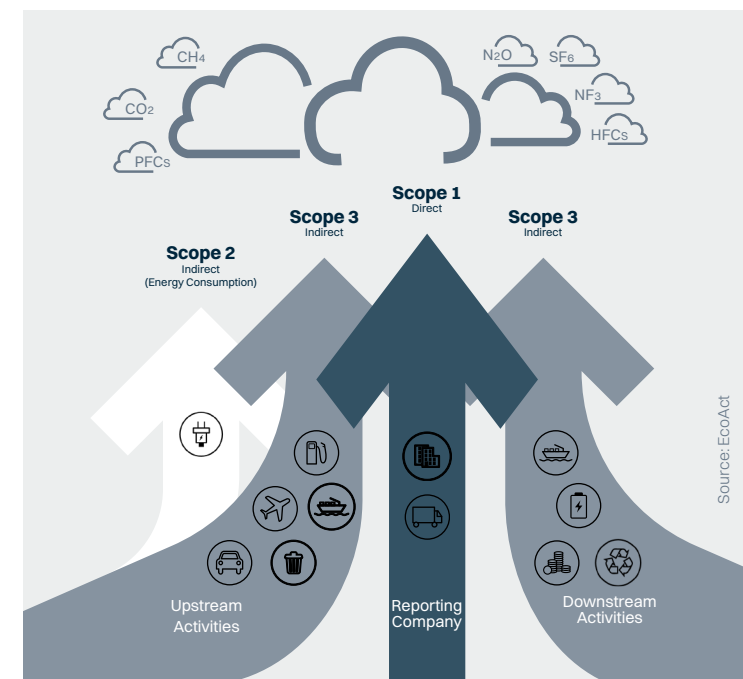 CH4
CO2
PFCs
N2O
SF6
NF3
HFCs
Scope 1
Direct
Scope 3
Indirect
Scope 3
Indirect
Scope 2
Indirect
(Energy Consumption)
Upstream
Activities
Reporting
Company
Downstream
Activities
Source: EcoAct